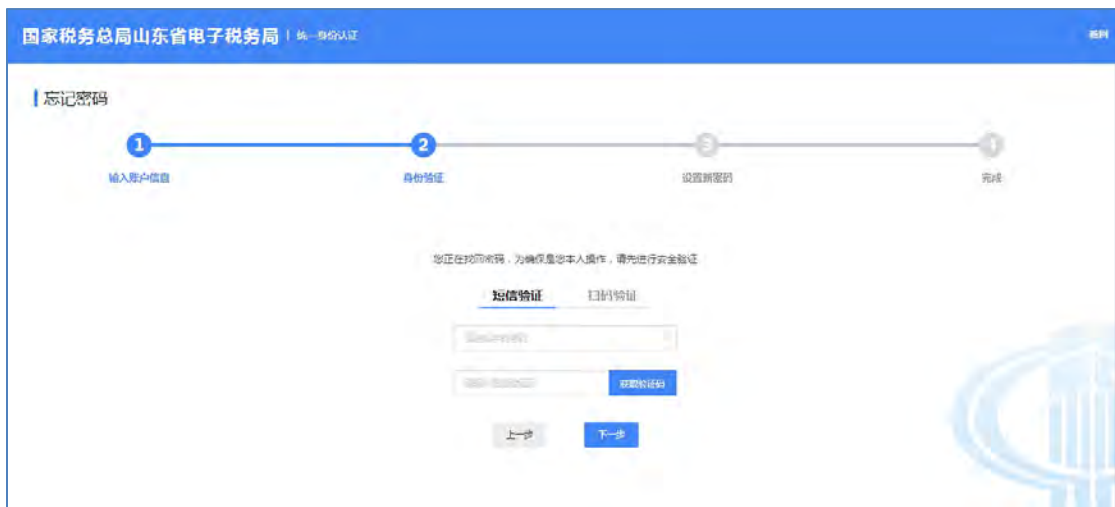 国家税务总局山东省电子税务局 | 统一身份认证
返回
忘记密码
1 2 3 4
输入账户信息 身份验证 设置新密码 完成
您正在找回密码，为确保是您本人操作，请先进行安全验证
短信验证 扫码验证
获取验证码
上一步 下一步